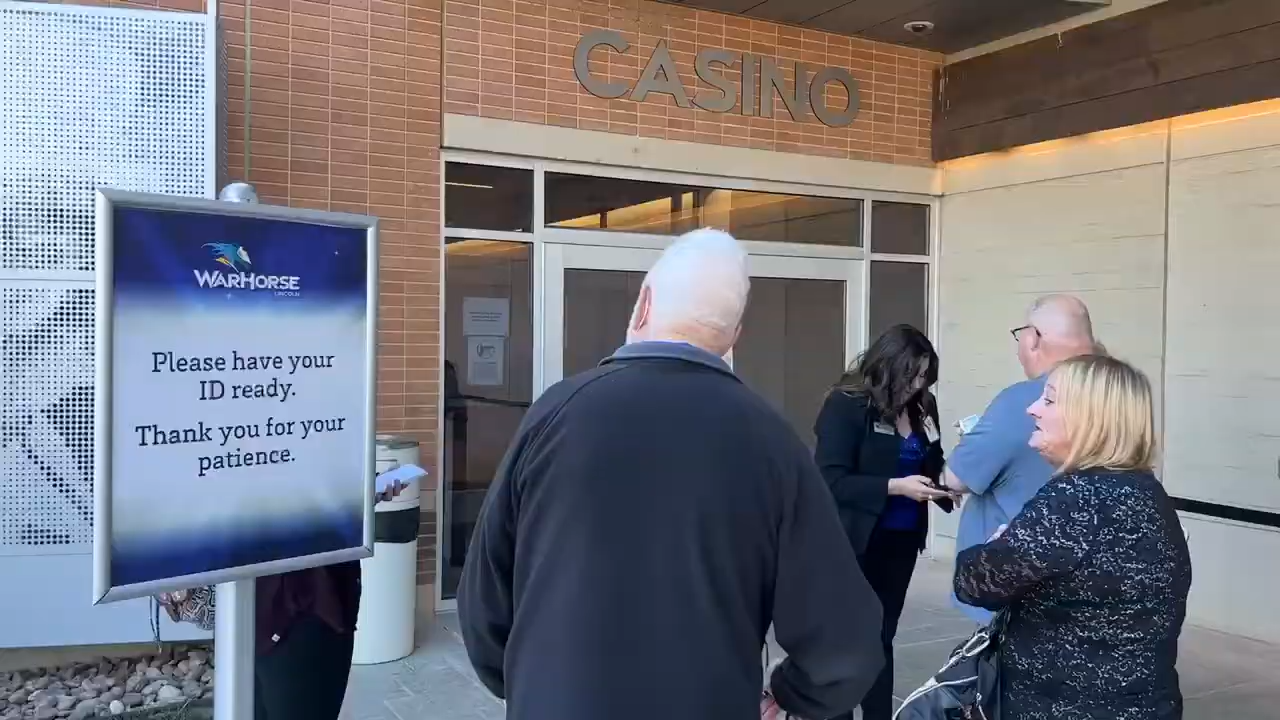 CASINO
WARHORSE
LINCOLN
Please have your
ID ready.
Thank you for your
patience.